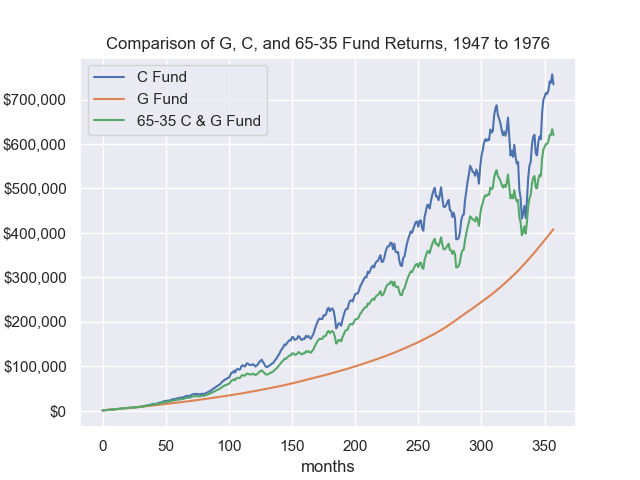 Comparison of G, C, and 65-35 Fund Returns, 1947 to 1976
C Fund
G Fund
65-35 C & G Fund
$700,000
$600,000
$500,000
$400,000
$300,000
$200,000
$100,000
$0
0 50 100 150 200 250 300 350
months